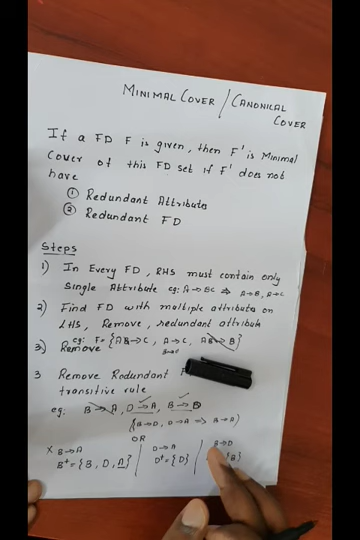 MINIMAL COVER / CANONICAL
COVER
If a FD F is given, then F' is Minimal
Cover of this FD set if F' does not
have
① Redundant Attributes
② Redundant FD
Steps
1) In Every FD, RHS must contain only
Single Attribute eg: A→BC ⇒ A→B, A→C
2) Find FD with multiple attribute on
LHS, Remove, redundant attribute
eg: F = {AB→C, A→C, AB→B}
3) Remove
3 Remove Redundant
transitive rule
eg: B→A, D→A, B→D
(B→D, D→A ⇒ B→A)
OR
X B→A | D→A / B→D
B⁺ = {B, D, A} | D⁺ = {D} / {B}